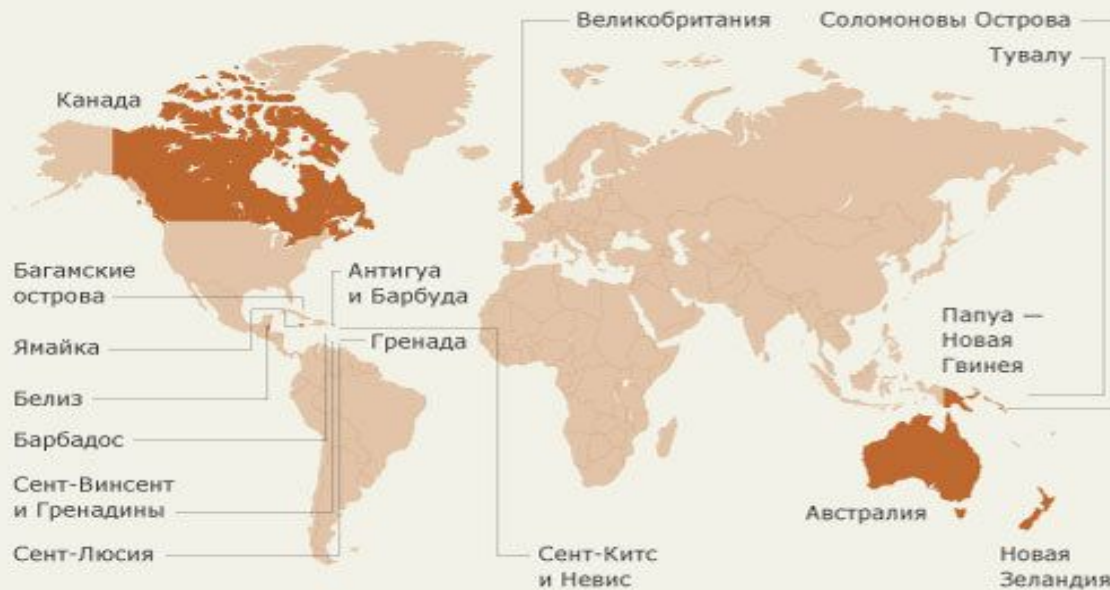 Великобритания
Соломоновы Острова
Тувалу
Канада
Багамские
острова
Антигуа
и Барбуда
Ямайка
Гренада
Папуа —
Новая
Гвинея
Белиз
Барбадос
Сент-Винсент
и Гренадины
Австралия
Сент-Люсия
Сент-Китс
и Невис
Новая
Зеландия